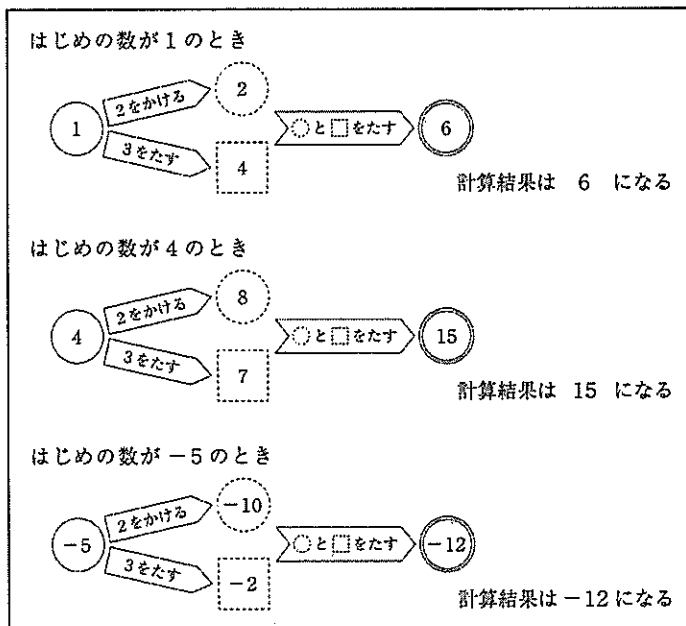 はじめの数が 1 のとき
1
2をかける
2
3をたす
4
○と□をたす
6
計算結果は 6 になる
はじめの数が 4 のとき
4
2をかける
8
3をたす
7
○と□をたす
15
計算結果は 15 になる
はじめの数が −5 のとき
−5
2をかける
−10
3をたす
−2
○と□をたす
−12
計算結果は −12 になる